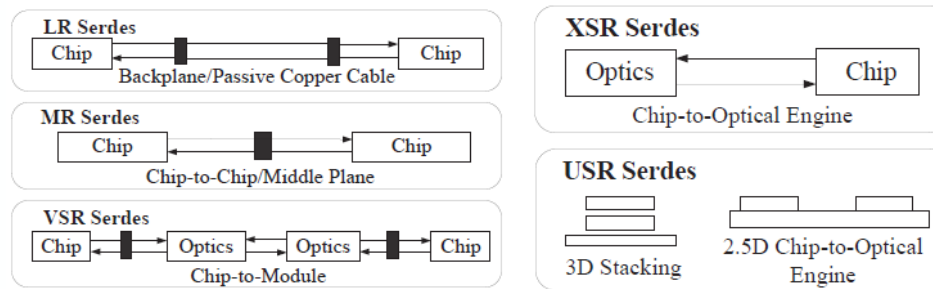 LR Serdes
Chip
Chip
Backplane/Passive Copper Cable
MR Serdes
Chip
Chip
Chip-to-Chip/Middle Plane
VSR Serdes
Chip
Optics
Optics
Chip
Chip-to-Module
XSR Serdes
Optics
Chip
Chip-to-Optical Engine
USR Serdes
3D Stacking
2.5D Chip-to-Optical
Engine